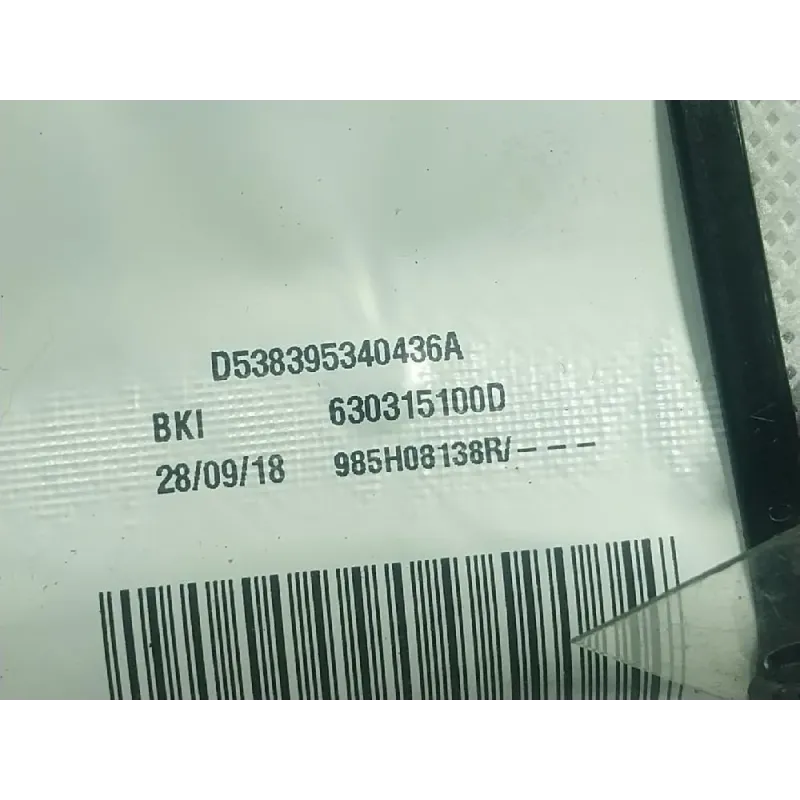 D538395340436A
BKI 630315100D
28/09/18 985H08138R/---